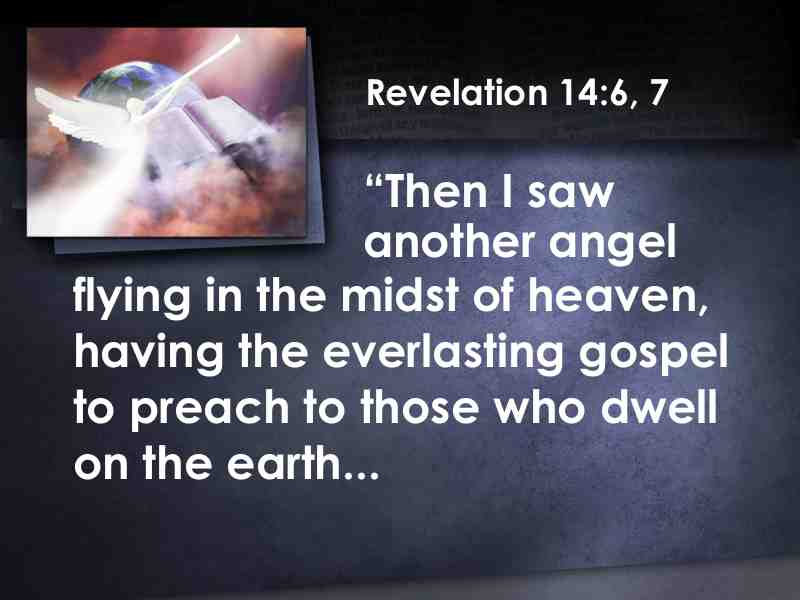 Revelation 14:6, 7
“Then I saw
another angel
flying in the midst of heaven,
having the everlasting gospel
to preach to those who dwell
on the earth...